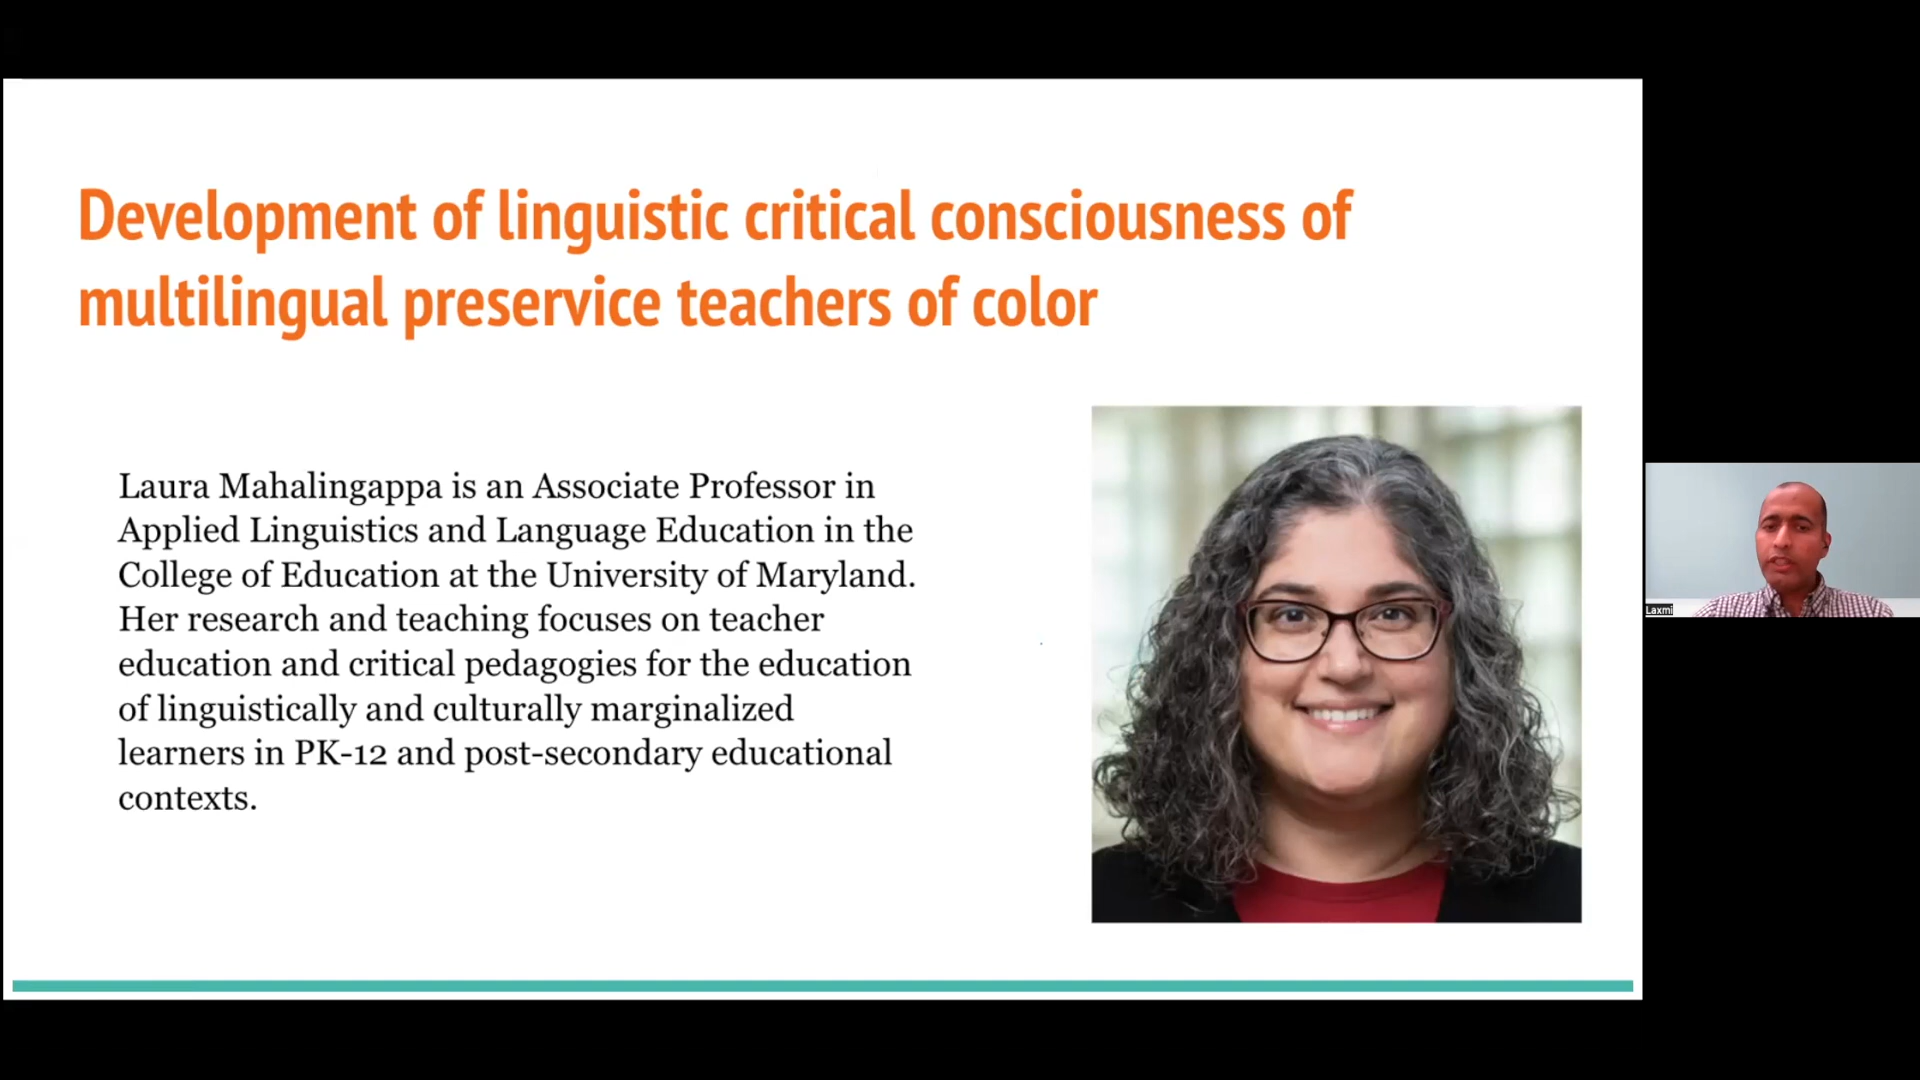 Development of linguistic critical consciousness of
multilingual preservice teachers of color
Laura Mahalingappa is an Associate Professor in
Applied Linguistics and Language Education in the
College of Education at the University of Maryland.
Her research and teaching focuses on teacher
education and critical pedagogies for the education
of linguistically and culturally marginalized
learners in PK-12 and post-secondary educational
contexts.
Laxmi